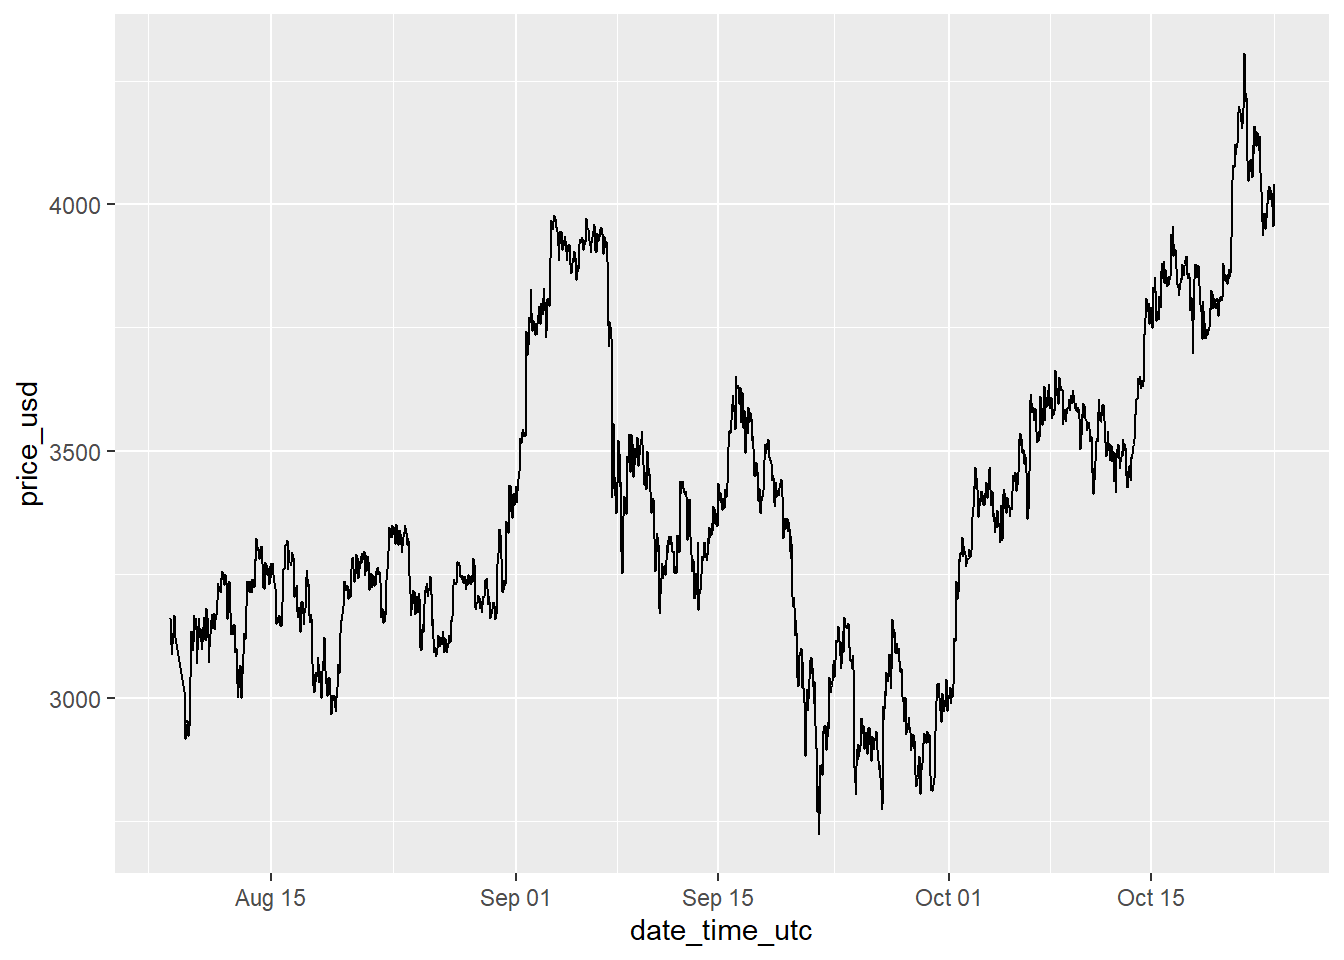 4000
3500
3000
price_usd
Aug 15
Sep 01
Sep 15
Oct 01
Oct 15
date_time_utc